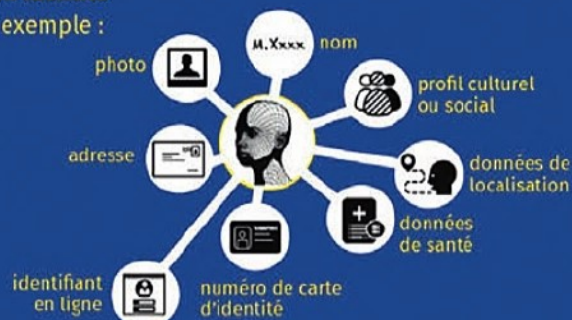 exemple :
M.Xxxx
nom
photo
profil culturel
ou social
adresse
données de
localisation
données
de santé
identifiant
en ligne
numéro de carte
d'identité